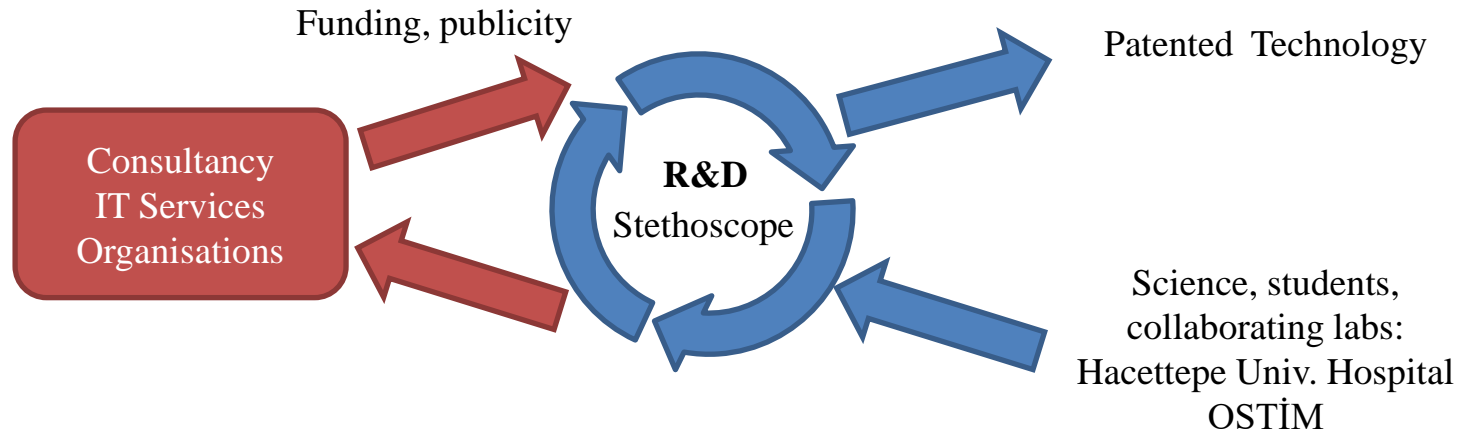 Funding, publicity
Patented  Technology
Consultancy
IT Services
Organisations
R&D
Stethoscope
Science, students,
collaborating labs:
Hacettepe Univ. Hospital
OSTİM